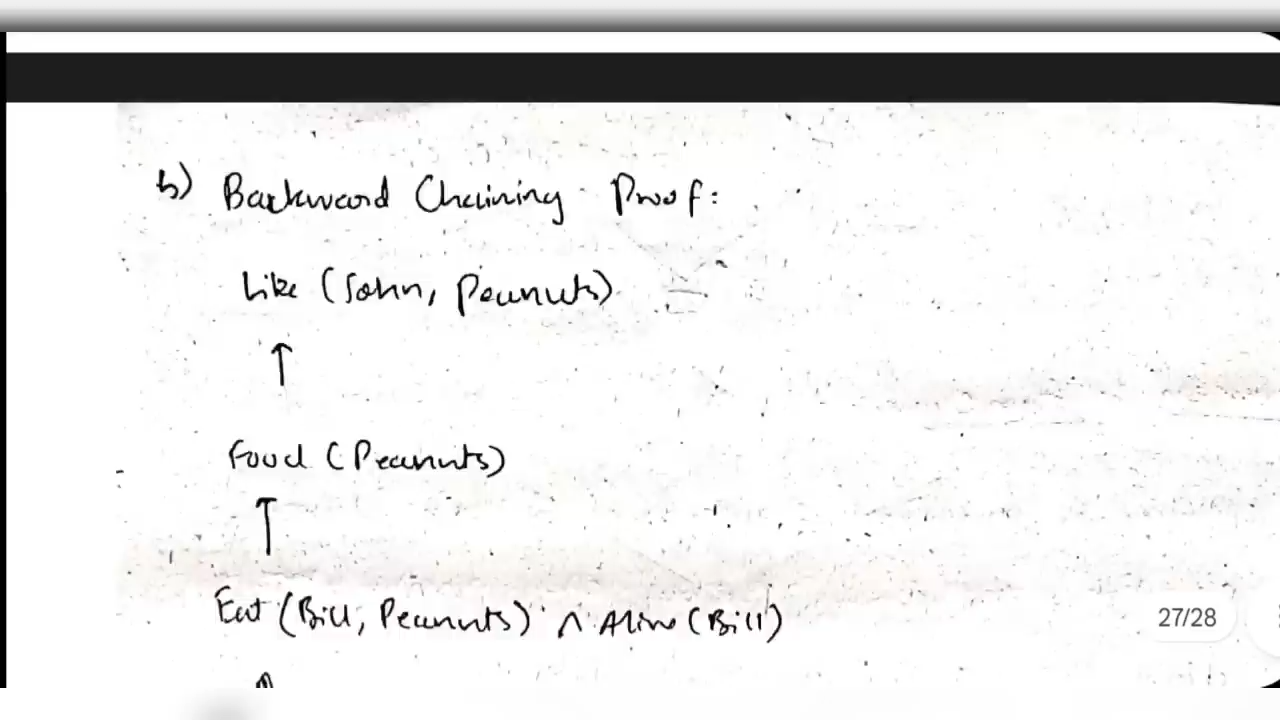 b) Backward Chaining Proof:
Like (John, Peanuts)
↑
Food (Peanuts)
↑
Eat (Bill, Peanuts) ∧ Alive (Bill)
↑
27/28